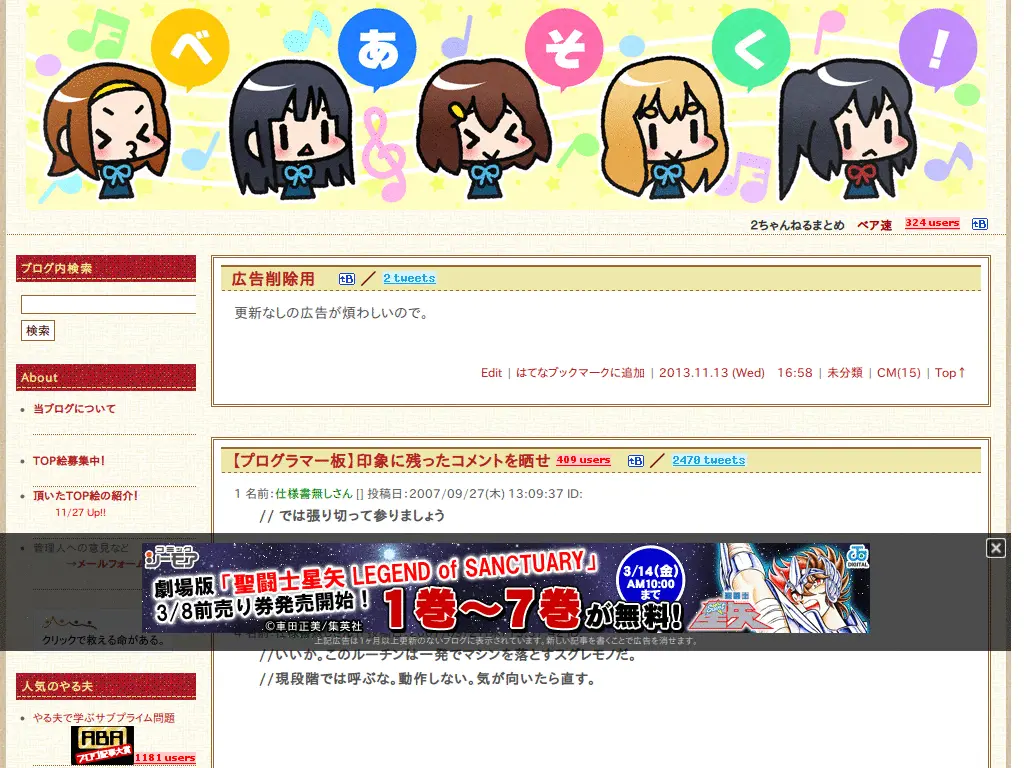 べあそく!
2ちゃんねるまとめ ベア速 324 users
ブログ内検索
検索
About
当ブログについて
TOP絵募集中!
頂いたTOP絵の紹介!
11/27 Up!!
管理人への意見など
→メールフォーム
クリックで救える命がある。
人気のやる夫
やる夫で学ぶサブプライム問題
ABA
ブログ記事大賞
1181 users
広告削除用 / 2 tweets
更新なしの広告が煩わしいので。
Edit | はてなブックマークに追加 | 2013.11.13 (Wed) 16:58 | 未分類 | CM(15) | Top↑
【プログラマー板】印象に残ったコメントを晒せ 409 users / 2470 tweets
1 名前:仕様書無しさん [] 投稿日:2007/09/27(木) 13:09:37 ID:
// では張り切って参りましょう
コミックシーモア
劇場版「聖闘士星矢 LEGEND of SANCTUARY」
3/8前売り券発売開始!
1巻~7巻が無料!
3/14(金)
AM10:00
まで
©車田正美/集英社
DIGITAL
上記広告は1ヶ月以上更新のないブログに表示されています。新しい記事を書くことで広告を消せます。
//いいか。このルーチンは一発でマシンを落とすスグレモノだ。
//現段階では呼ぶな。動作しない。気が向いたら直す。